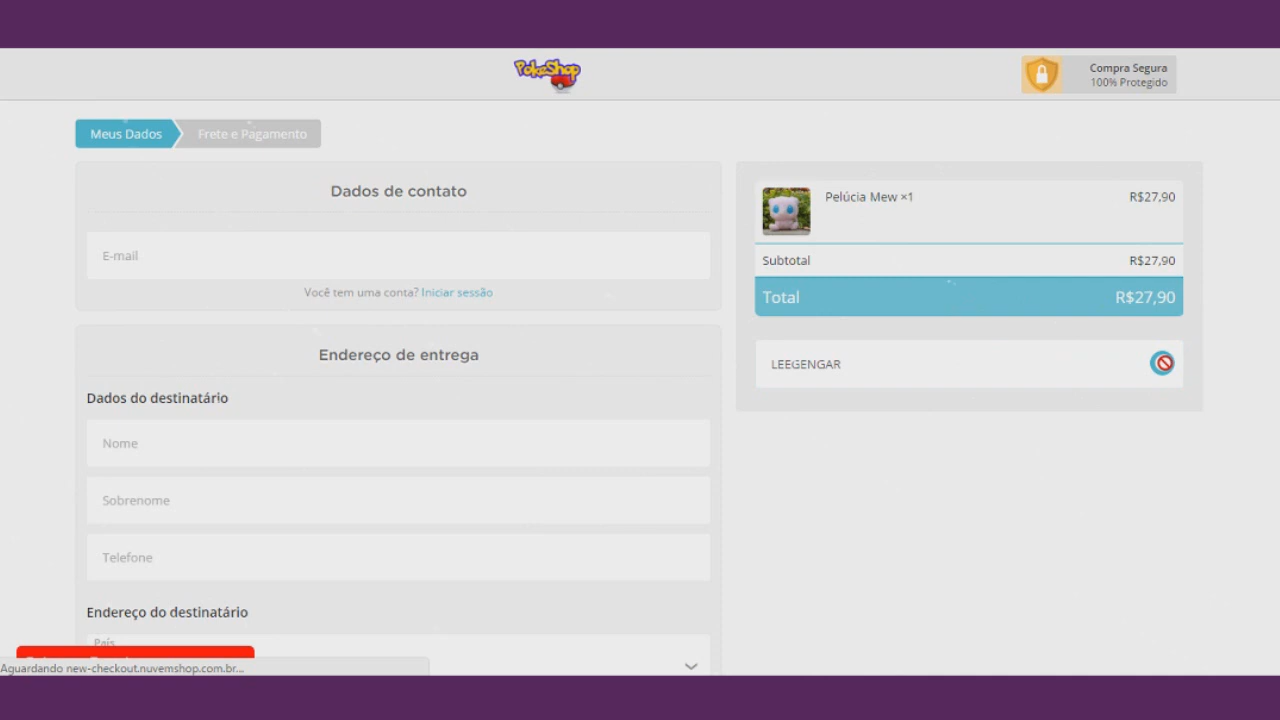 PokeShop
Compra Segura
100% Protegido
Meus Dados
Frete e Pagamento
Dados de contato
E-mail
Você tem uma conta? Iniciar sessão
Endereço de entrega
Dados do destinatário
Nome
Sobrenome
Telefone
Endereço do destinatário
País
Aguardando new-checkout.nuvemshop.com.br...
Pelúcia Mew ×1
R$27,90
Subtotal
R$27,90
Total
R$27,90
LEEGENGAR